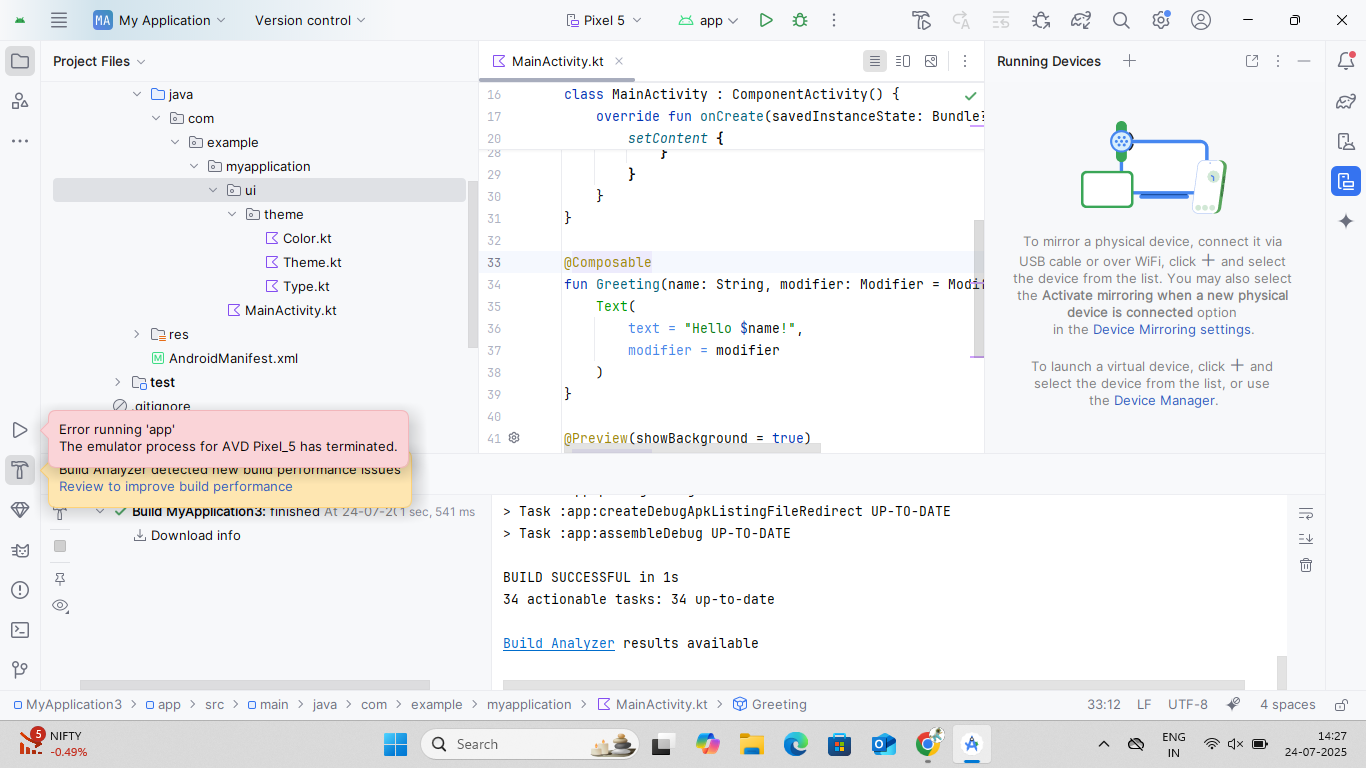 MA My Application
Version control
Pixel 5
app
Project Files
java
com
example
myapplication
ui
theme
Color.kt
Theme.kt
Type.kt
MainActivity.kt
res
AndroidManifest.xml
test
.gitignore
MainActivity.kt
16 class MainActivity : ComponentActivity() {
17 override fun onCreate(savedInstanceState: Bundle?
20 setContent {
28 }
29 }
30 }
31 }
32
33 @Composable
34 fun Greeting(name: String, modifier: Modifier = Modi
35 Text(
36 text = "Hello $name!",
37 modifier = modifier
38 )
39 }
40
41 @Preview(showBackground = true)
Running Devices
To mirror a physical device, connect it via
USB cable or over WiFi, click + and select
the device from the list. You may also select
the Activate mirroring when a new physical
device is connected option
in the Device Mirroring settings.
To launch a virtual device, click + and
select the device from the list, or use
the Device Manager.
Error running 'app'
The emulator process for AVD Pixel_5 has terminated.
Build Analyzer detected new build performance issues
Review to improve build performance
Build MyApplication3: finished At 24-07-2( 1 sec, 541 ms
Download info
> Task :app:createDebugApkListingFileRedirect UP-TO-DATE
> Task :app:assembleDebug UP-TO-DATE
BUILD SUCCESSFUL in 1s
34 actionable tasks: 34 up-to-date
Build Analyzer results available
MyApplication3 > app > src > main > java > com > example > myapplication > MainActivity.kt > Greeting
33:12 LF UTF-8 4 spaces
5
NIFTY
-0.49%
Search
ENG
IN
14:27
24-07-2025